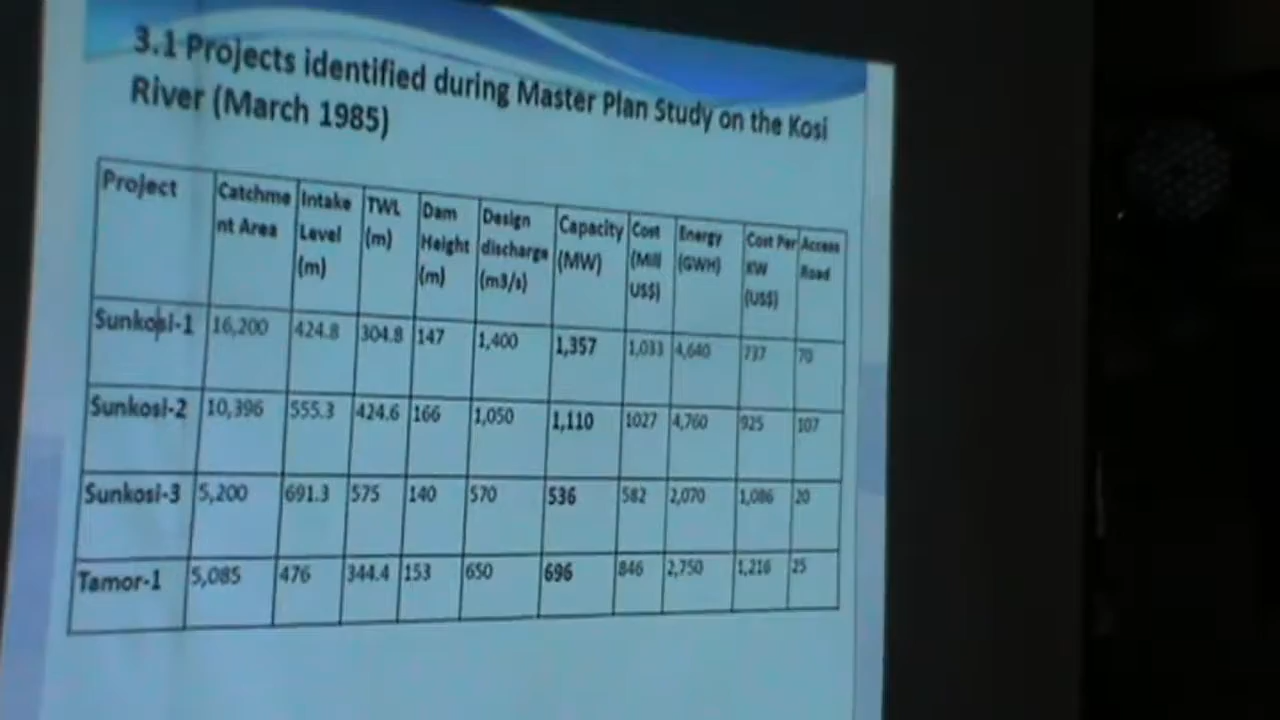 3.1 Projects identified during Master Plan Study on the Kosi
River (March 1985)
Project Catchme Intake TWL Dam Design Capacity Cost Energy Cost Per Access
nt Area Level (m) Height discharge (MW) (Mill (GWH) KW Road
(m) (m) (m3/s) US$) (US$)
Sunkosi-1 16,200 424.8 304.8 147 1,400 1,357 1,033 4,640 737 70
Sunkosi-2 10,396 555.3 424.6 166 1,050 1,110 1027 4,760 925 107
Sunkosi-3 5,200 691.3 575 140 570 536 582 2,070 1,086 20
Tamor-1 5,085 476 344.4 153 650 696 846 2,750 1,216 25